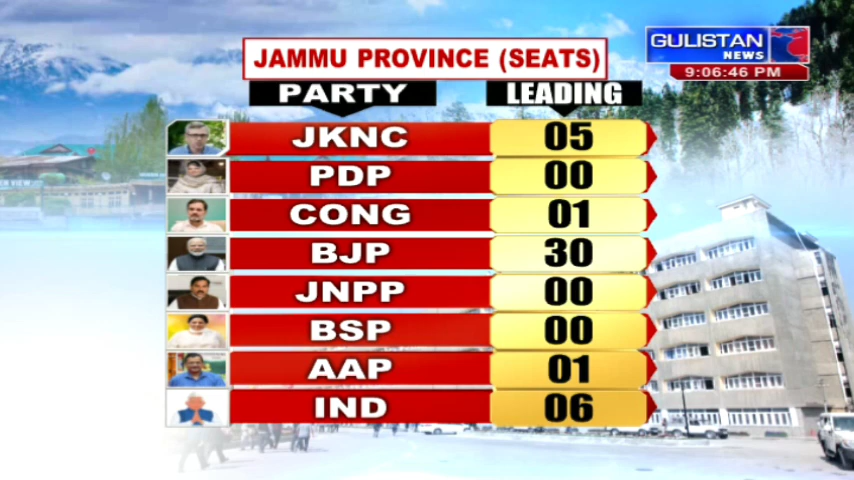 GULISTAN
NEWS
9:06:46 PM
JAMMU PROVINCE (SEATS)
PARTY LEADING
JKNC 05
PDP 00
CONG 01
BJP 30
JNPP 00
BSP 00
AAP 01
IND 06